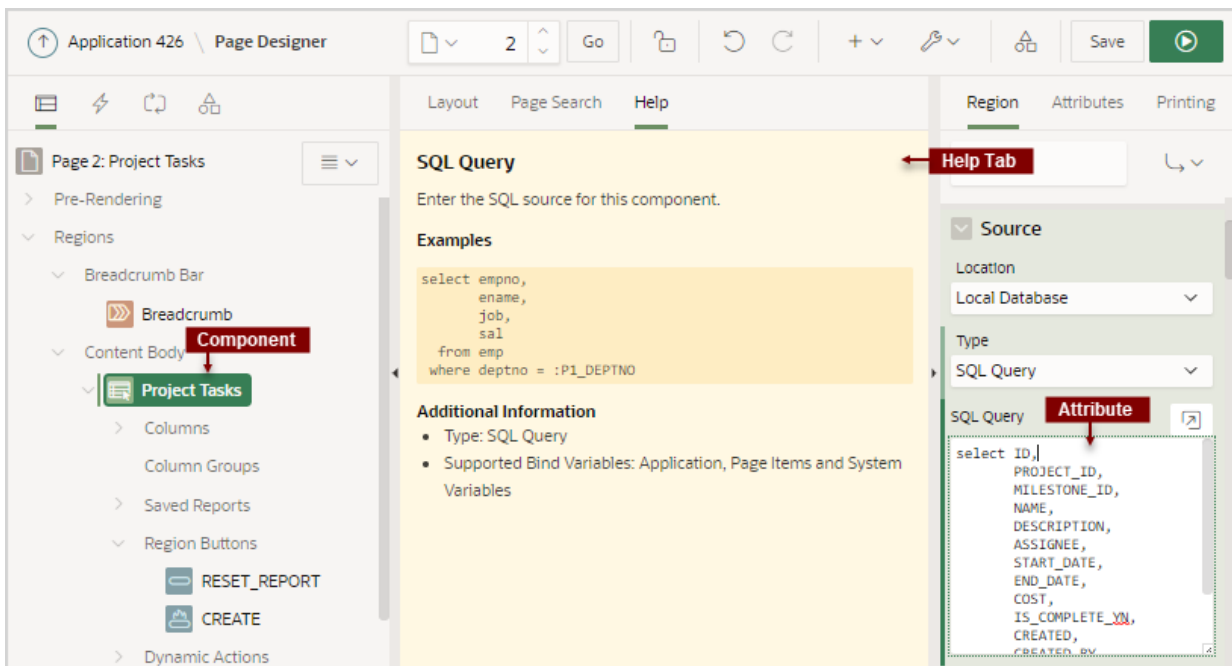 Application 426 \ Page Designer
2
Go
Save
Page 2: Project Tasks
Pre-Rendering
Regions
Breadcrumb Bar
Breadcrumb
Component
Content Body
Project Tasks
Columns
Column Groups
Saved Reports
Region Buttons
RESET_REPORT
CREATE
Dynamic Actions
Layout Page Search Help
SQL Query
Help Tab
Enter the SQL source for this component.
Examples
select empno,
ename,
job,
sal
from emp
where deptno = :P1_DEPTNO
Additional Information
• Type: SQL Query
• Supported Bind Variables: Application, Page Items and System
Variables
Region Attributes Printing
Source
Location
Local Database
Type
SQL Query
SQL Query
Attribute
select ID,
PROJECT_ID,
MILESTONE_ID,
NAME,
DESCRIPTION,
ASSIGNEE,
START_DATE,
END_DATE,
COST,
IS_COMPLETE_YN,
CREATED,
CREATED_BY